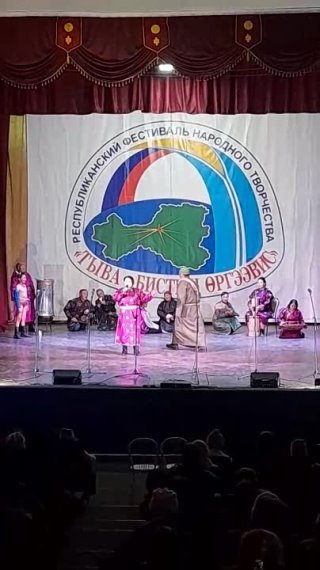 РЕСПУБЛИКАНСКИЙ ФЕСТИВАЛЬ НАРОДНОГО ТВОРЧЕСТВА
"ТЫВА - БИСТИҢ ӨРГЭЭВИС"